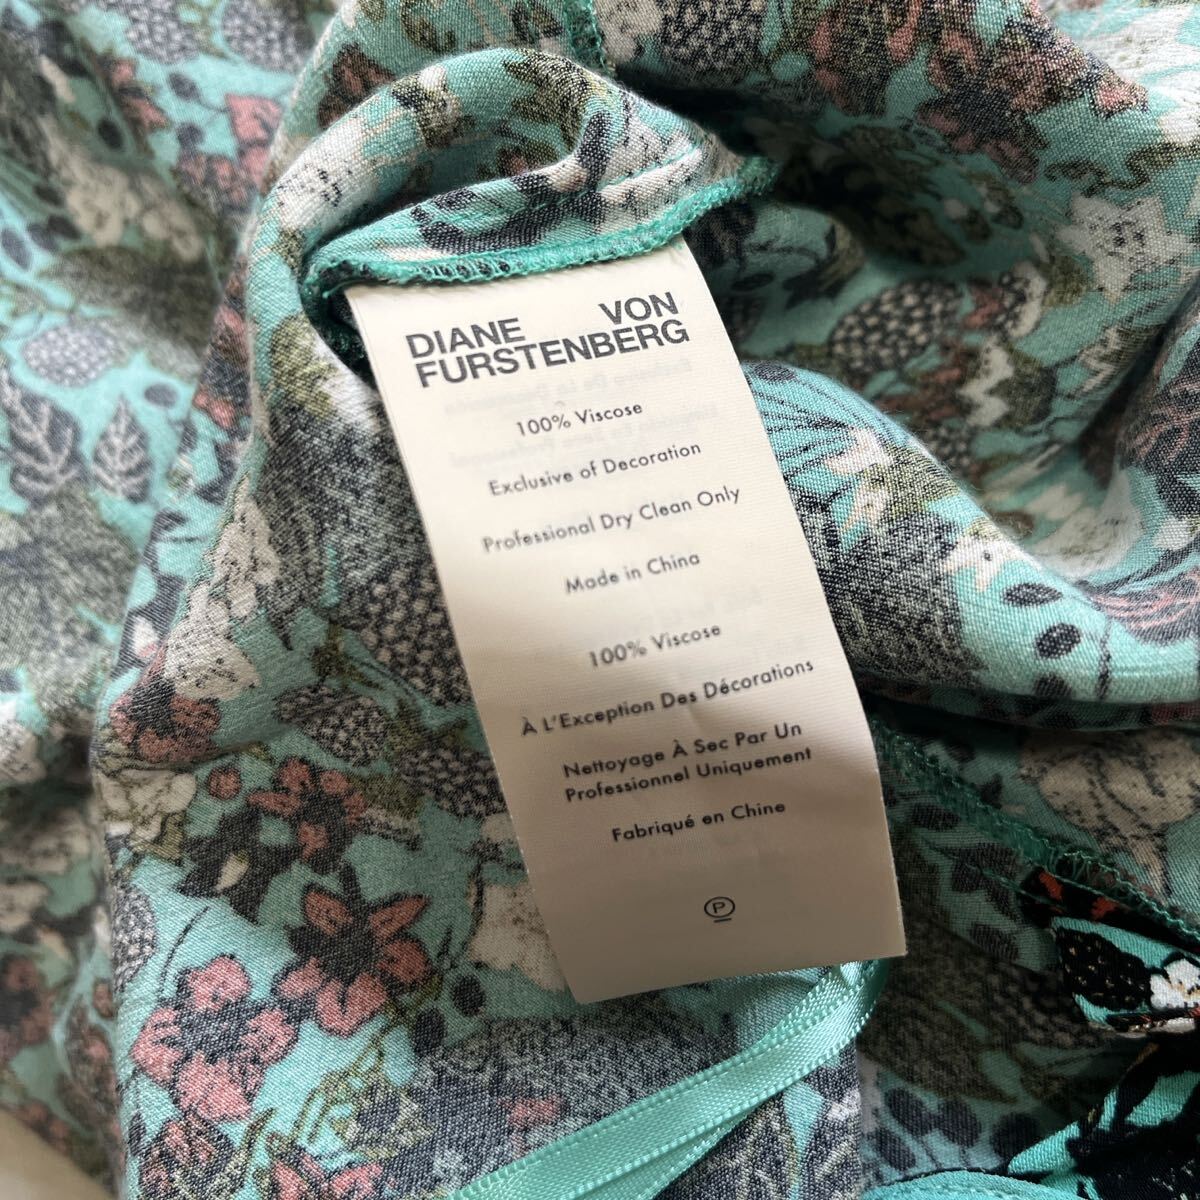 DIANE VON
FURSTENBERG
100% Viscose
Exclusive of Decoration
Professional Dry Clean Only
Made in China
100% Viscose
À L'Exception Des Décorations
Nettoyage À Sec Par Un
Professionnel Uniquement
Fabriqué en Chine
P